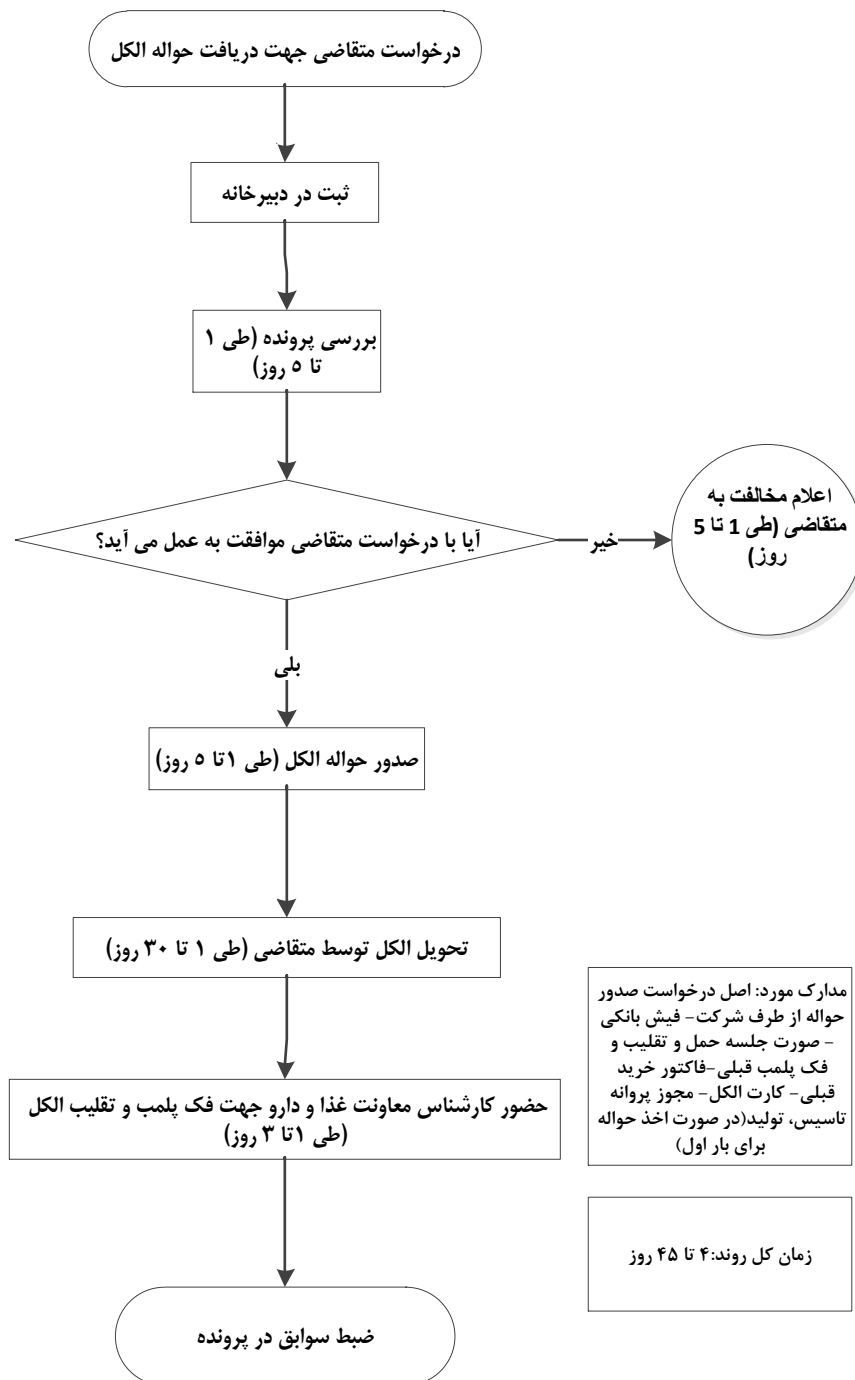 درخواست متقاضی جهت دریافت حواله الکل
ثبت در دبیرخانه
بررسی پرونده (طی ۱
تا ۵ روز)
آیا با درخواست متقاضی موافقت به عمل می آید؟
خیر
اعلام مخالفت به
متقاضی (طی 1 تا 5
روز)
بلی
صدور حواله الکل (طی ۱تا ۵ روز)
تحویل الکل توسط متقاضی (طی ۱ تا ۳۰ روز)
حضور کارشناس معاونت غذا و دارو جهت فک پلمب و تقلیب الکل
(طی ۱تا ۳ روز)
ضبط سوابق در پرونده
مدارک مورد: اصل درخواست صدور
حواله از طرف شرکت- فیش بانکی
- صورت جلسه حمل و تقلیب و
فک پلمب قبلی-فاکتور خرید
قبلی- کارت الکل- مجوز پروانه
تاسیس، تولید(در صورت اخذ حواله
برای بار اول)
زمان کل روند:۴ تا ۴۵ روز